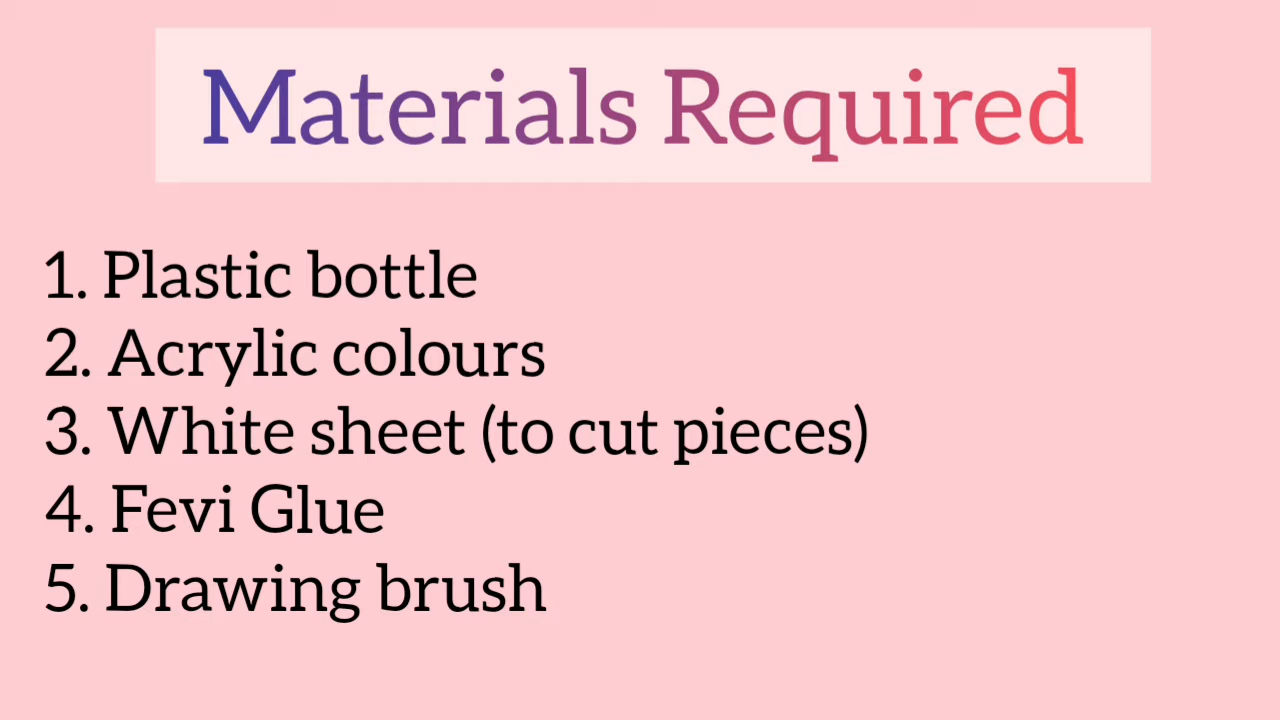 Materials Required
1. Plastic bottle
2. Acrylic colours
3. White sheet (to cut pieces)
4. Fevi Glue
5. Drawing brush